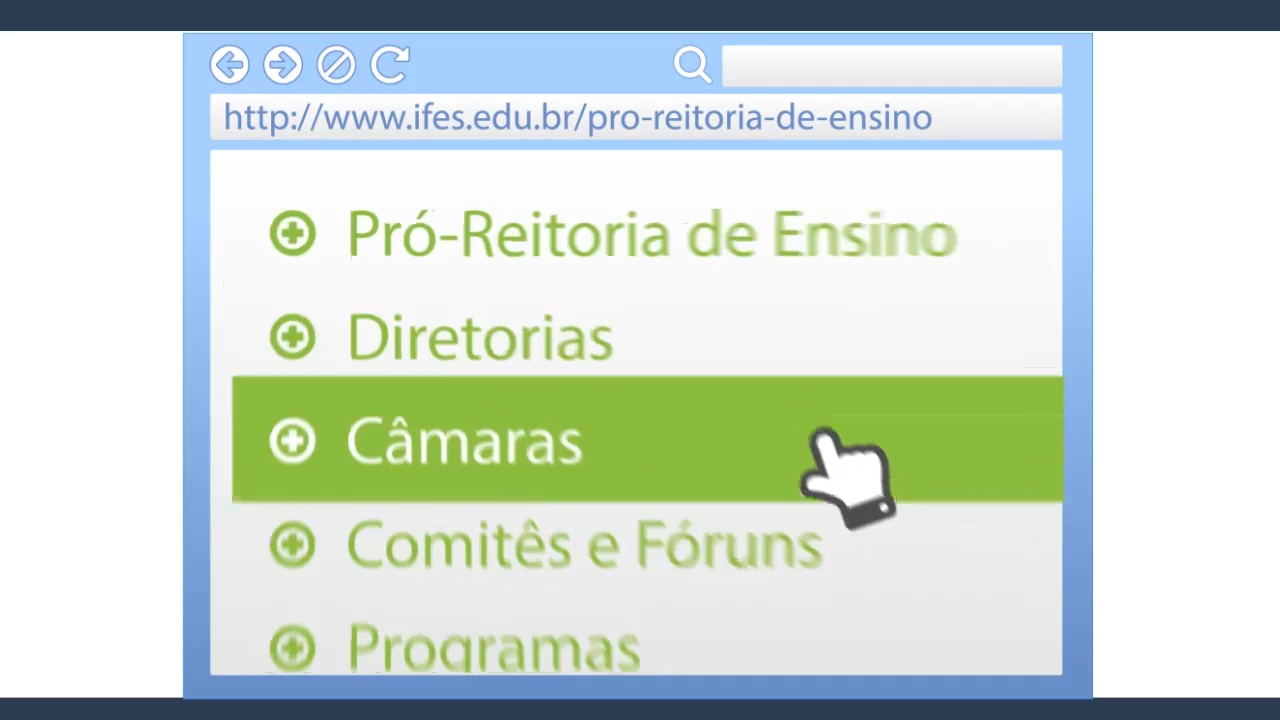 http://www.ifes.edu.br/pro-reitoria-de-ensino
Pró-Reitoria de Ensino
Diretorias
Câmaras
Comitês e Fóruns
Programas